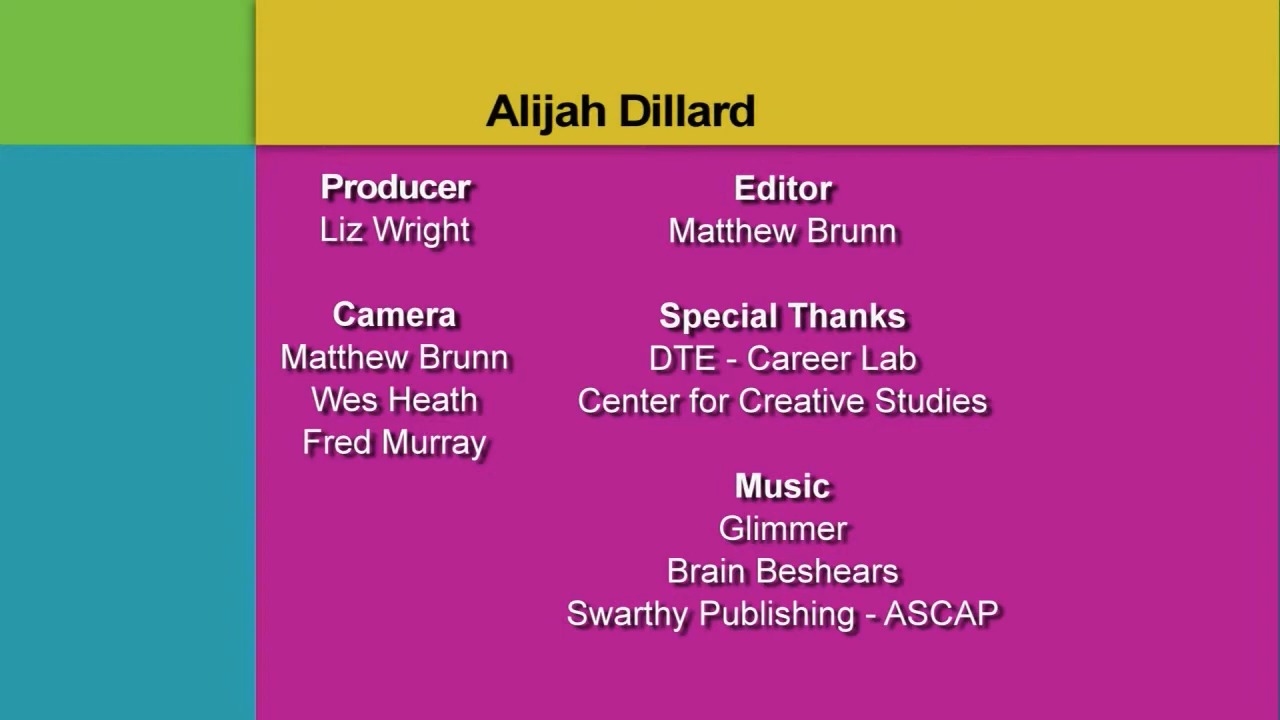 Alijah Dillard
Producer
Liz Wright
Camera
Matthew Brunn
Wes Heath
Fred Murray
Editor
Matthew Brunn
Special Thanks
DTE - Career Lab
Center for Creative Studies
Music
Glimmer
Brain Beshears
Swarthy Publishing - ASCAP